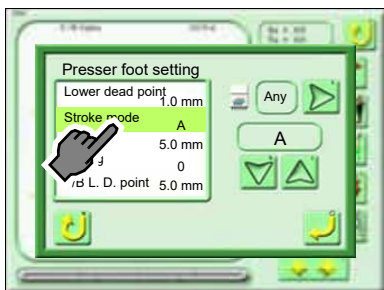 Presser foot setting
Lower dead point
1.0 mm
Stroke mode
A
5.0 mm
0
/B L. D. point 5.0 mm
Any
A